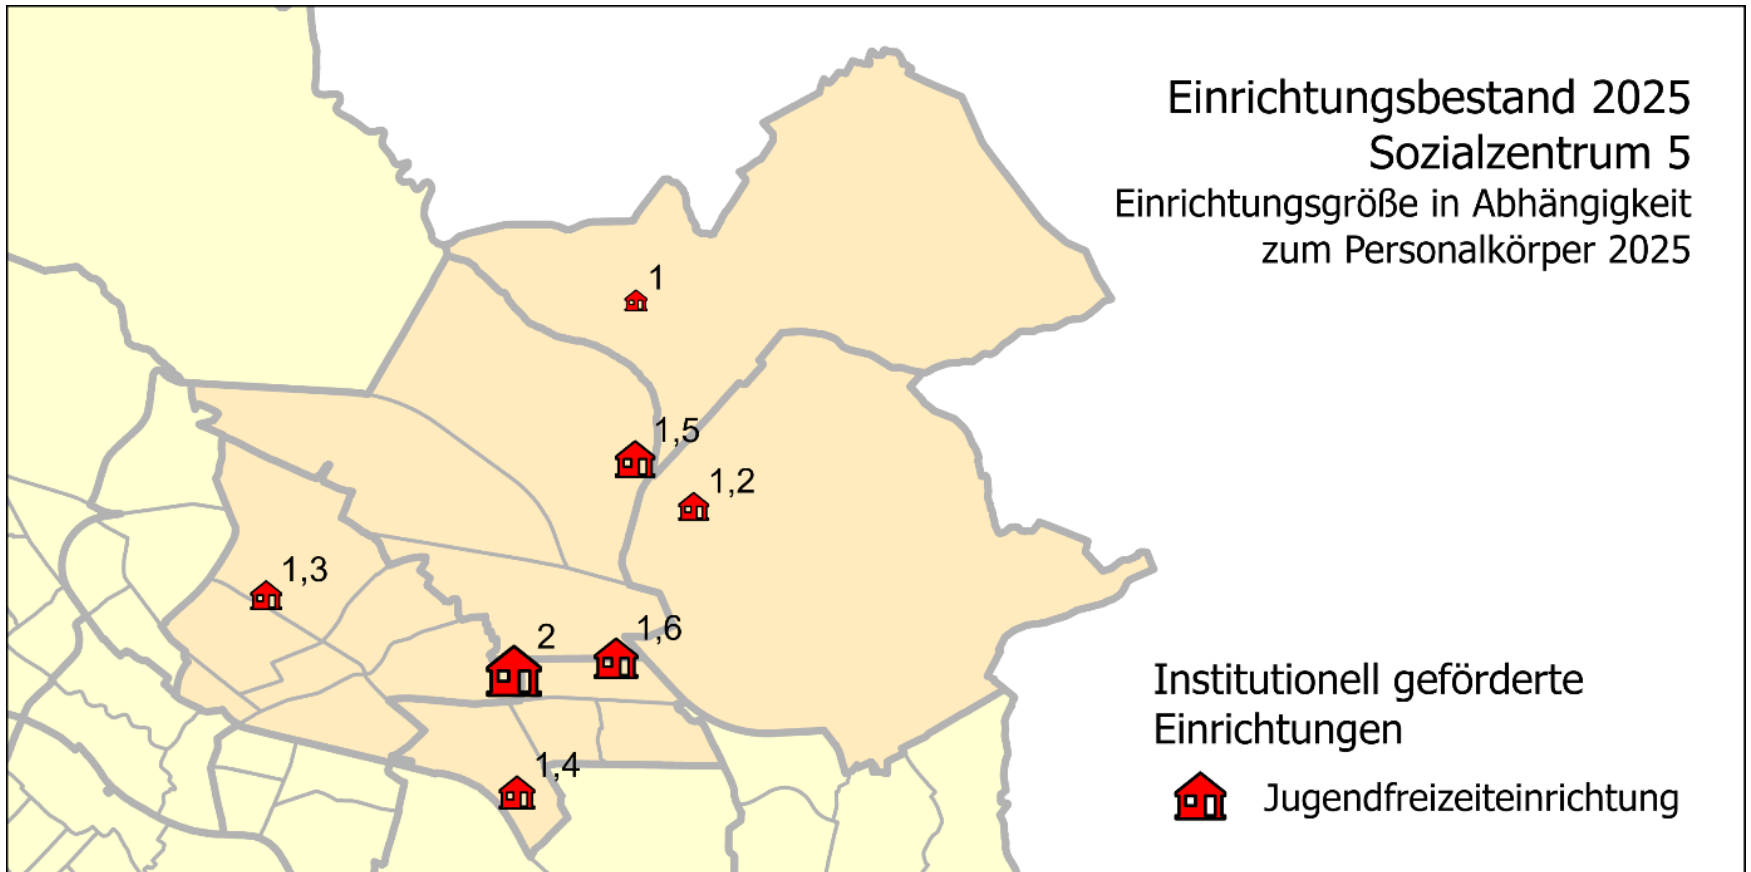 Einrichtungsbestand 2025
Sozialzentrum 5
Einrichtungsgröße in Abhängigkeit
zum Personalkörper 2025
1
1,5
1,2
1,3
2
1,6
1,4
Institutionell geförderte
Einrichtungen
Jugendfreizeiteinrichtung